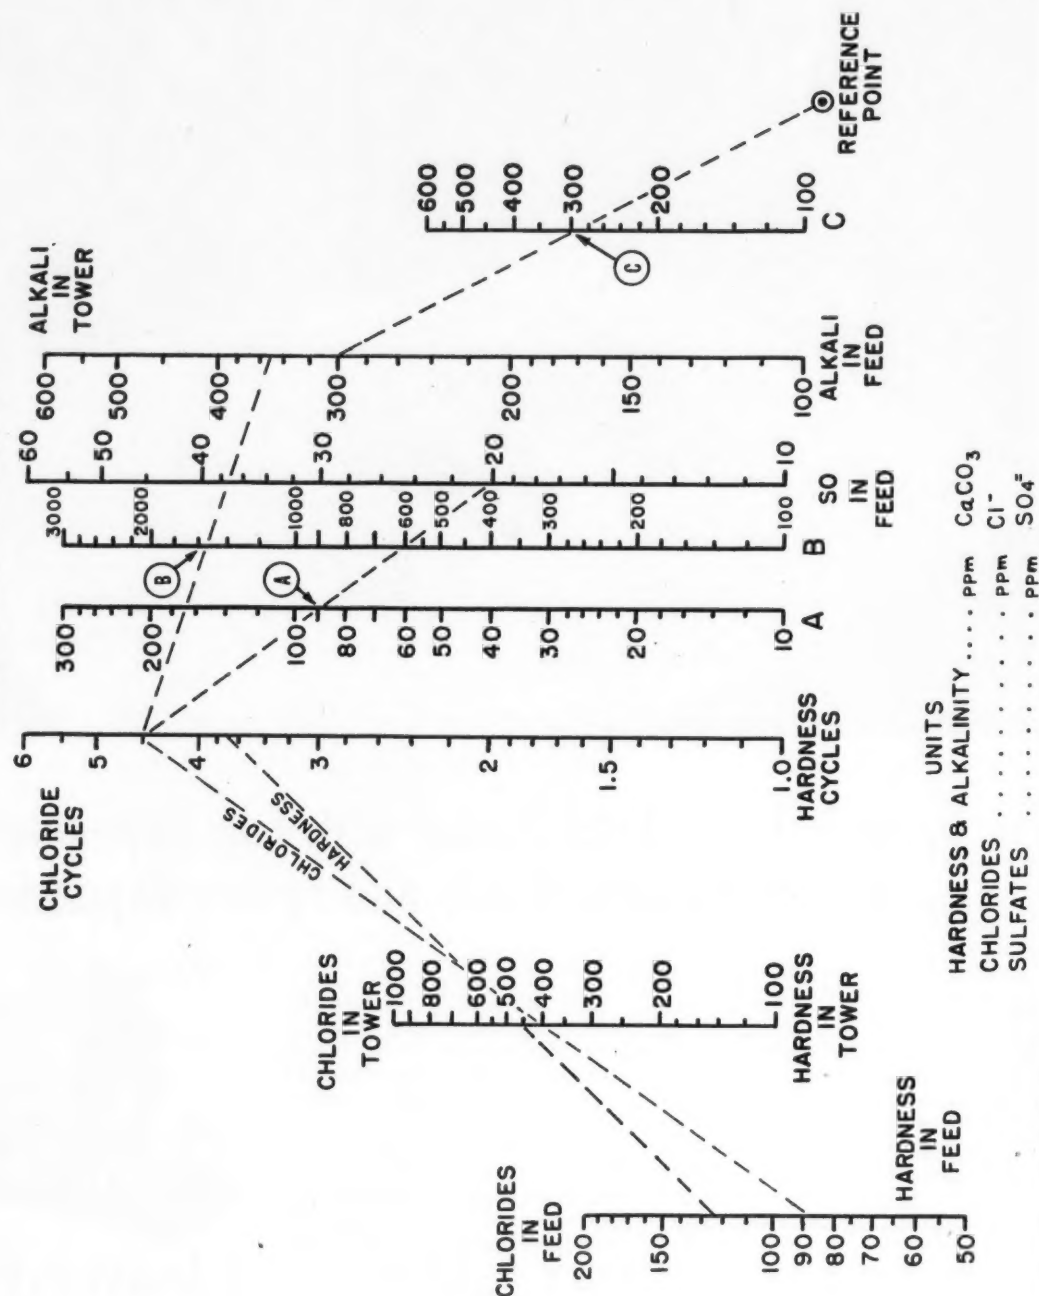 CHLORIDES
IN
FEED
200
150
100
90
80
70
60
50
HARDNESS
IN
FEED
CHLORIDES
IN
TOWER
1000
800
600
500
400
300
200
100
HARDNESS
IN
TOWER
CHLORIDES
HARDNESS
CHLORIDE
CYCLES
6
5
4
3
2
1.5
1.0
HARDNESS
CYCLES
300
200
100
80
60
50
40
30
20
10
A
A
B
3000
2000
1000
800
600
500
400
300
200
100
B
60
50
40
30
20
10
SO
IN
FEED
ALKALI
IN
TOWER
600
500
400
300
200
150
100
ALKALI
IN
FEED
600
500
400
300
200
100
C
C
REFERENCE
POINT
UNITS
HARDNESS & ALKALINITY .... PPm CaCO3
CHLORIDES ........ PPm Cl-
SULFATES ........ PPm SO4=